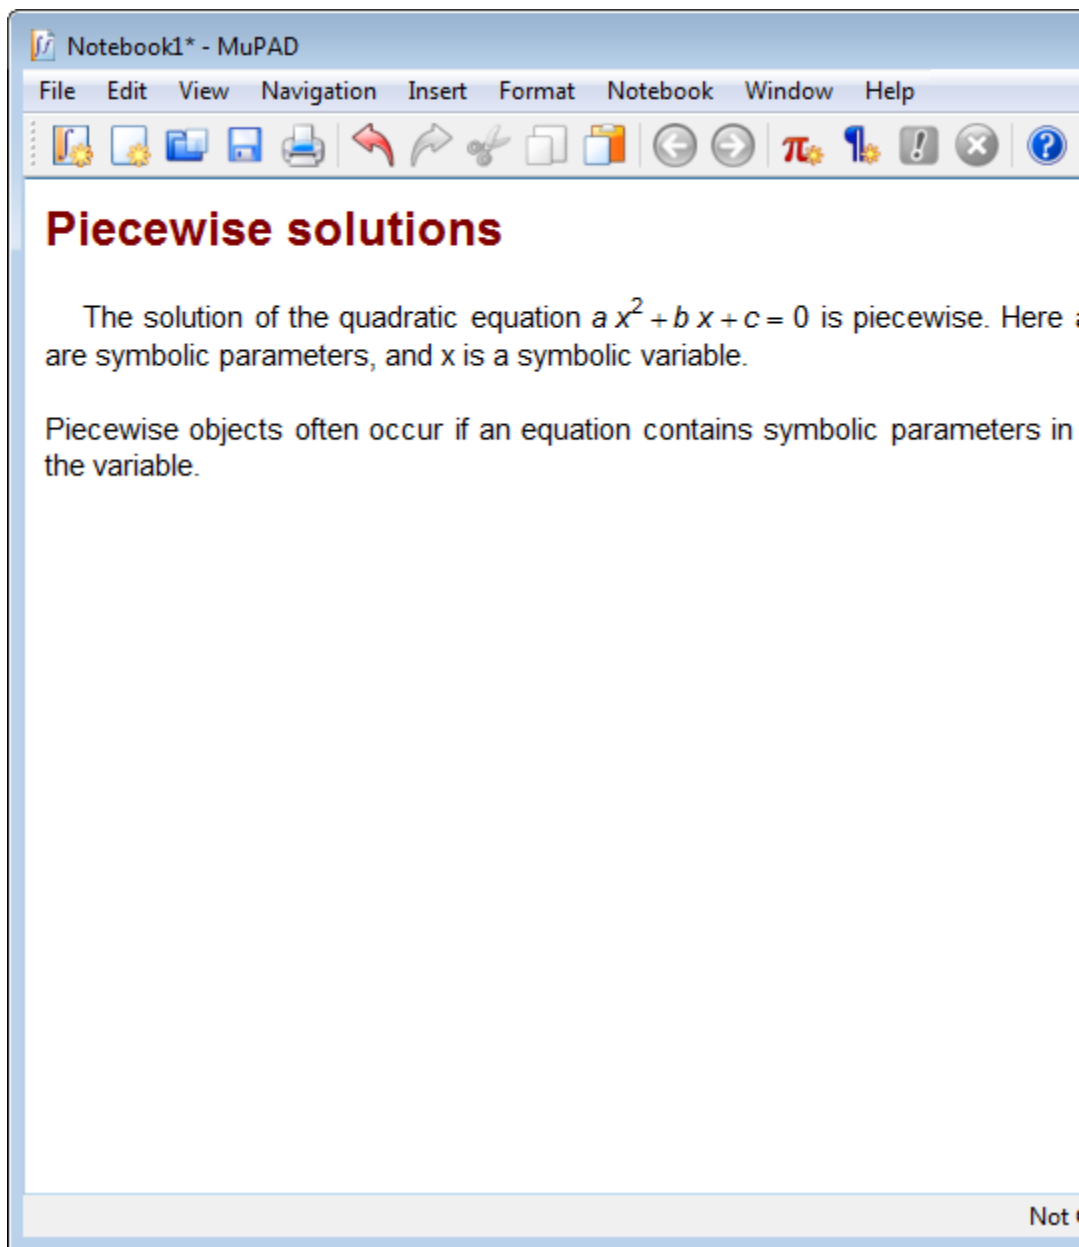 Notebook1* - MuPAD
File Edit View Navigation Insert Format Notebook Window Help
Piecewise solutions
The solution of the quadratic equation a x² + b x + c = 0 is piecewise. Here
are symbolic parameters, and x is a symbolic variable.
Piecewise objects often occur if an equation contains symbolic parameters in
the variable.
Not